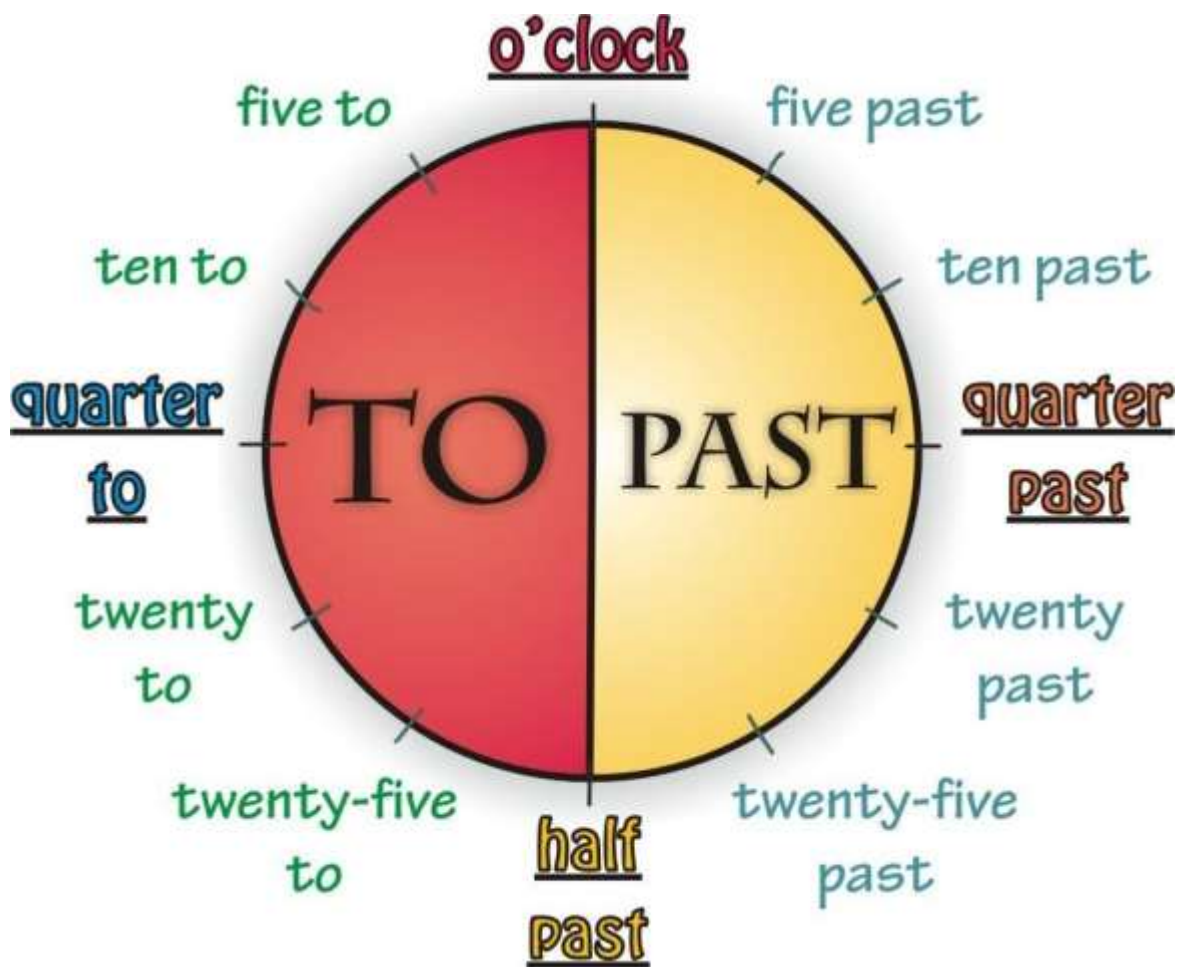 o'clock
five to
five past
ten to
ten past
quarter
to
TO
PAST
quarter
past
twenty
to
twenty
past
twenty-five
to
half
past
twenty-five
past